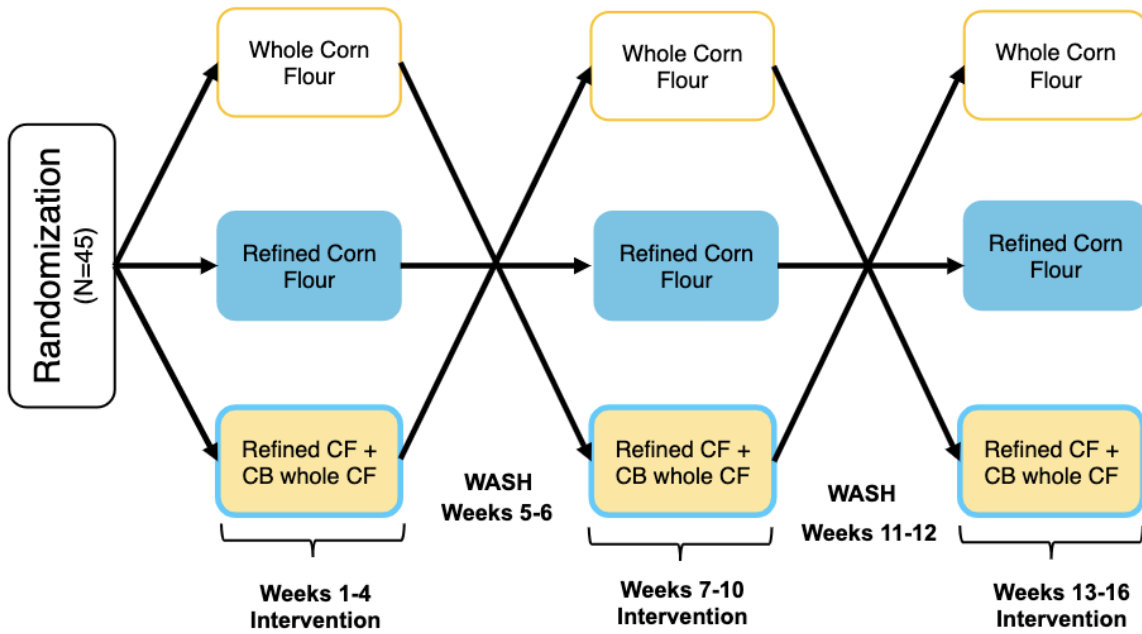 Randomization
(N=45)
Whole Corn
Flour
Refined Corn
Flour
Refined CF +
CB whole CF
Weeks 1-4
Intervention
WASH
Weeks 5-6
Whole Corn
Flour
Refined Corn
Flour
Refined CF +
CB whole CF
Weeks 7-10
Intervention
WASH
Weeks 11-12
Whole Corn
Flour
Refined Corn
Flour
Refined CF +
CB whole CF
Weeks 13-16
Intervention